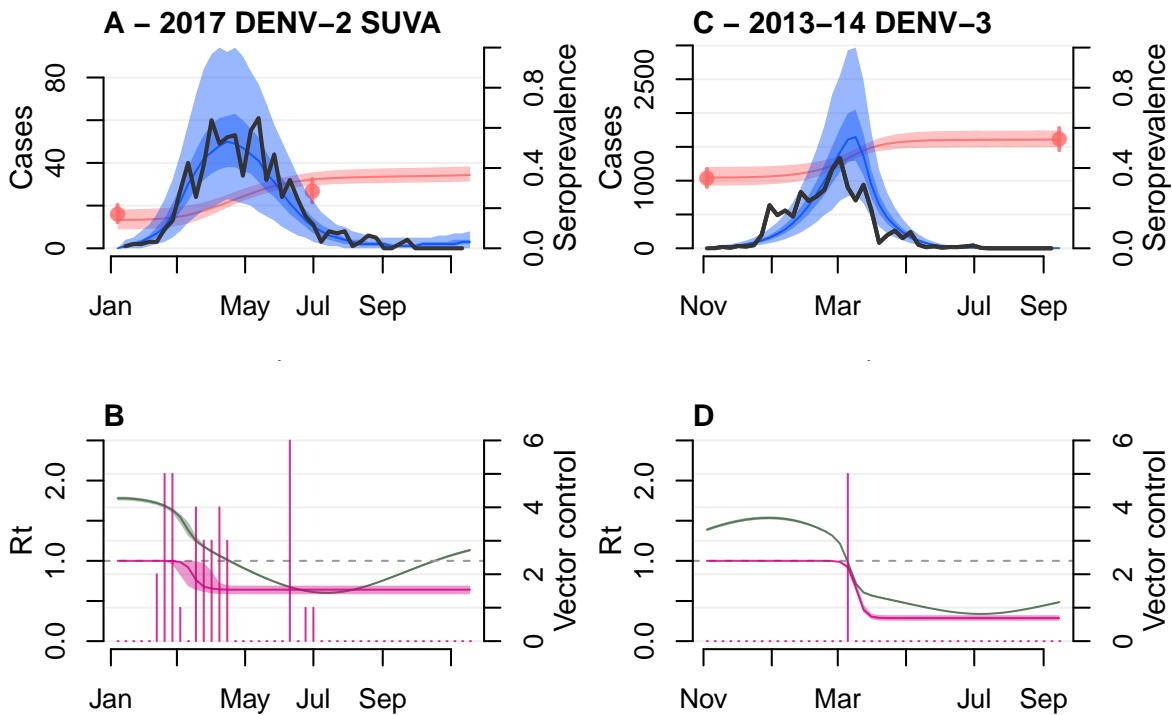 A – 2017 DENV–2 SUVA
Cases
0 40 80
Seroprevalence
0.0 0.4 0.8
Jan May Jul Sep
C – 2013–14 DENV–3
Cases
0 1000 2500
Seroprevalence
0.0 0.4 0.8
Nov Mar Jul Sep
B
Rt
0.0 1.0 2.0
Vector control
0 2 4 6
Jan May Jul Sep
D
Rt
0.0 1.0 2.0
Vector control
0 2 4 6
Nov Mar Jul Sep